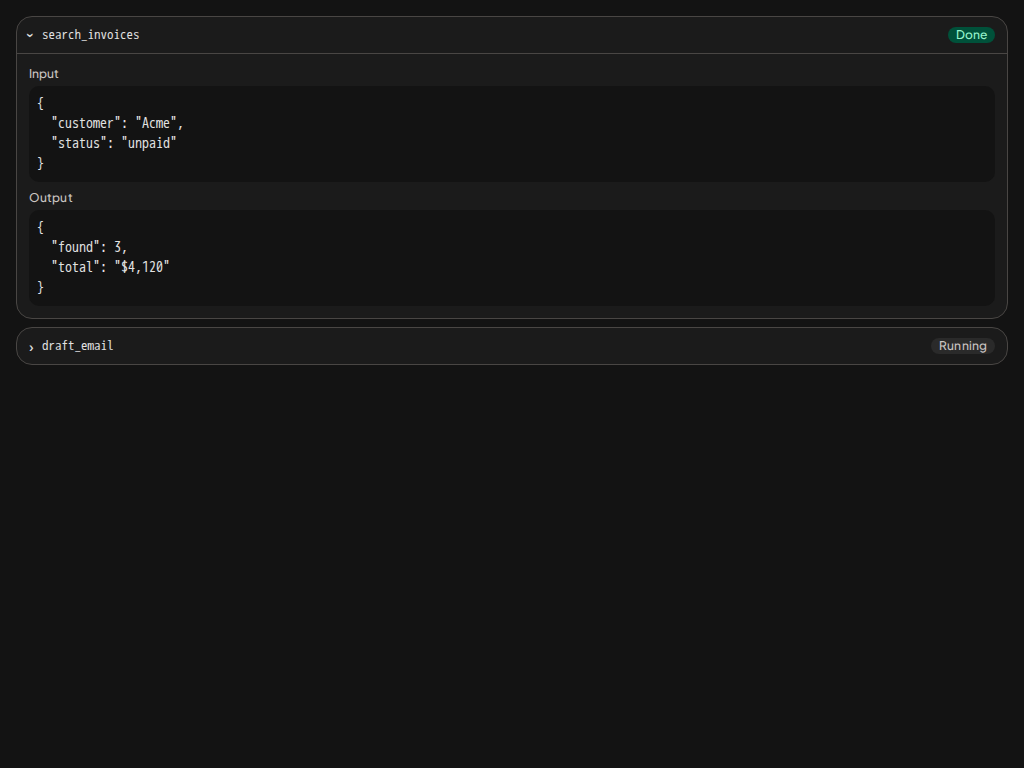 search_invoices Done
Input
{
  "customer": "Acme",
  "status": "unpaid"
}
Output
{
  "found": 3,
  "total": "$4,120"
}
draft_email Running